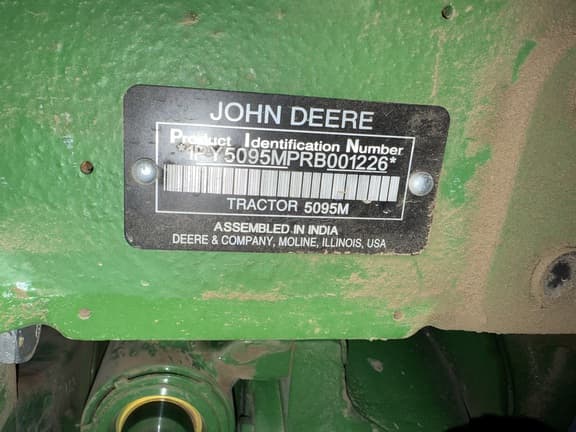 JOHN DEERE
Product Identification Number
*1PY5095MPRB001226*
TRACTOR 5095M
ASSEMBLED IN INDIA
DEERE & COMPANY, MOLINE, ILLINOIS, USA